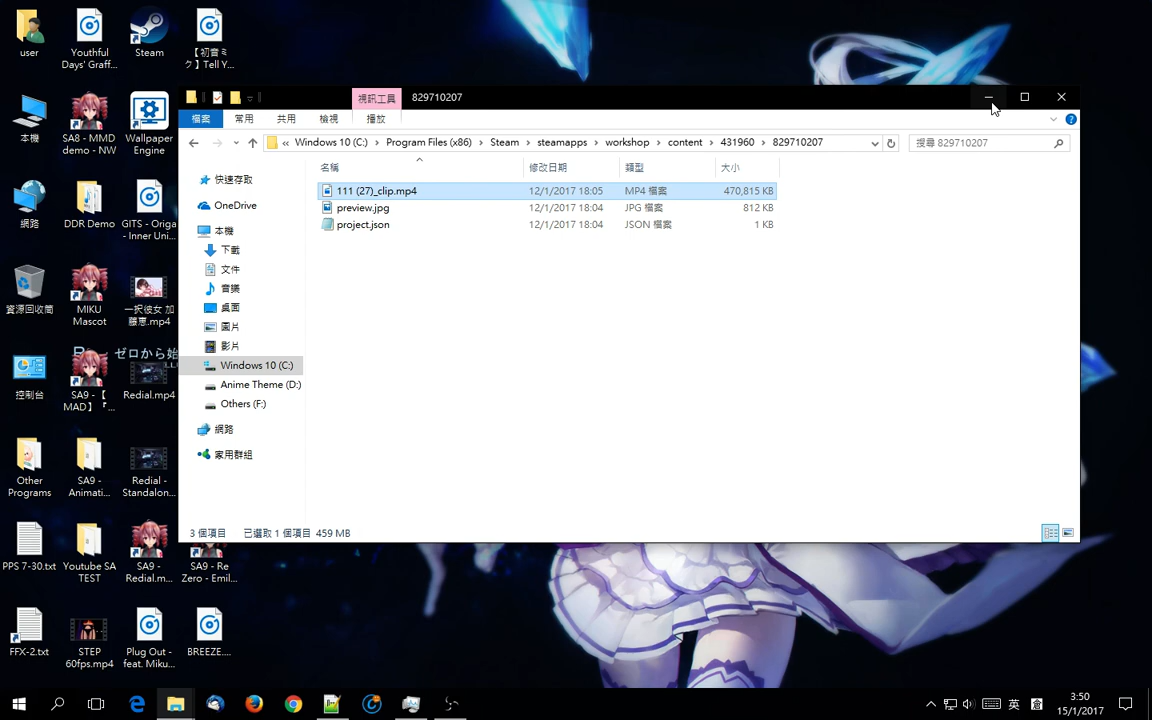 user
Youthful
Days' Graff...
Steam
【初音ミ
ク】Tell Y...
本機
SA8 - MMD
demo - NW
Wallpaper
Engine
網路
DDR Demo
GITS - Origa
- Inner Uni...
資源回收筒
MIKU
Mascot
一択彼女 加
藤恵.mp4
ゼロから始
控制台
SA9 - 【
MAD】「...
Redial.mp4
Other
Programs
SA9 -
Animati...
Redial -
Standalon...
PPS 7-30.txt
Youtube SA
TEST
SA9 -
Redial.m...
SA9 - Re
Zero - Emil...
FFX-2.txt
STEP
60fps.mp4
Plug Out -
feat. Miku...
BREEZE....
視訊工具
829710207
檔案
常用
共用
檢視
播放
« Windows 10 (C:) › Program Files (x86) › Steam › steamapps › workshop › content › 431960 › 829710207
搜尋 829710207
快速存取
OneDrive
本機
下載
文件
音樂
桌面
圖片
影片
Windows 10 (C:)
Anime Theme (D:)
Others (F:)
網路
家用群組
名稱 修改日期 類型 大小
111 (27)_clip.mp4 12/1/2017 18:05 MP4 檔案 470,815 KB
preview.jpg 12/1/2017 18:04 JPG 檔案 812 KB
project.json 12/1/2017 18:04 JSON 檔案 1 KB
3 個項目 已選取 1 個項目 459 MB
英
3:50
15/1/2017